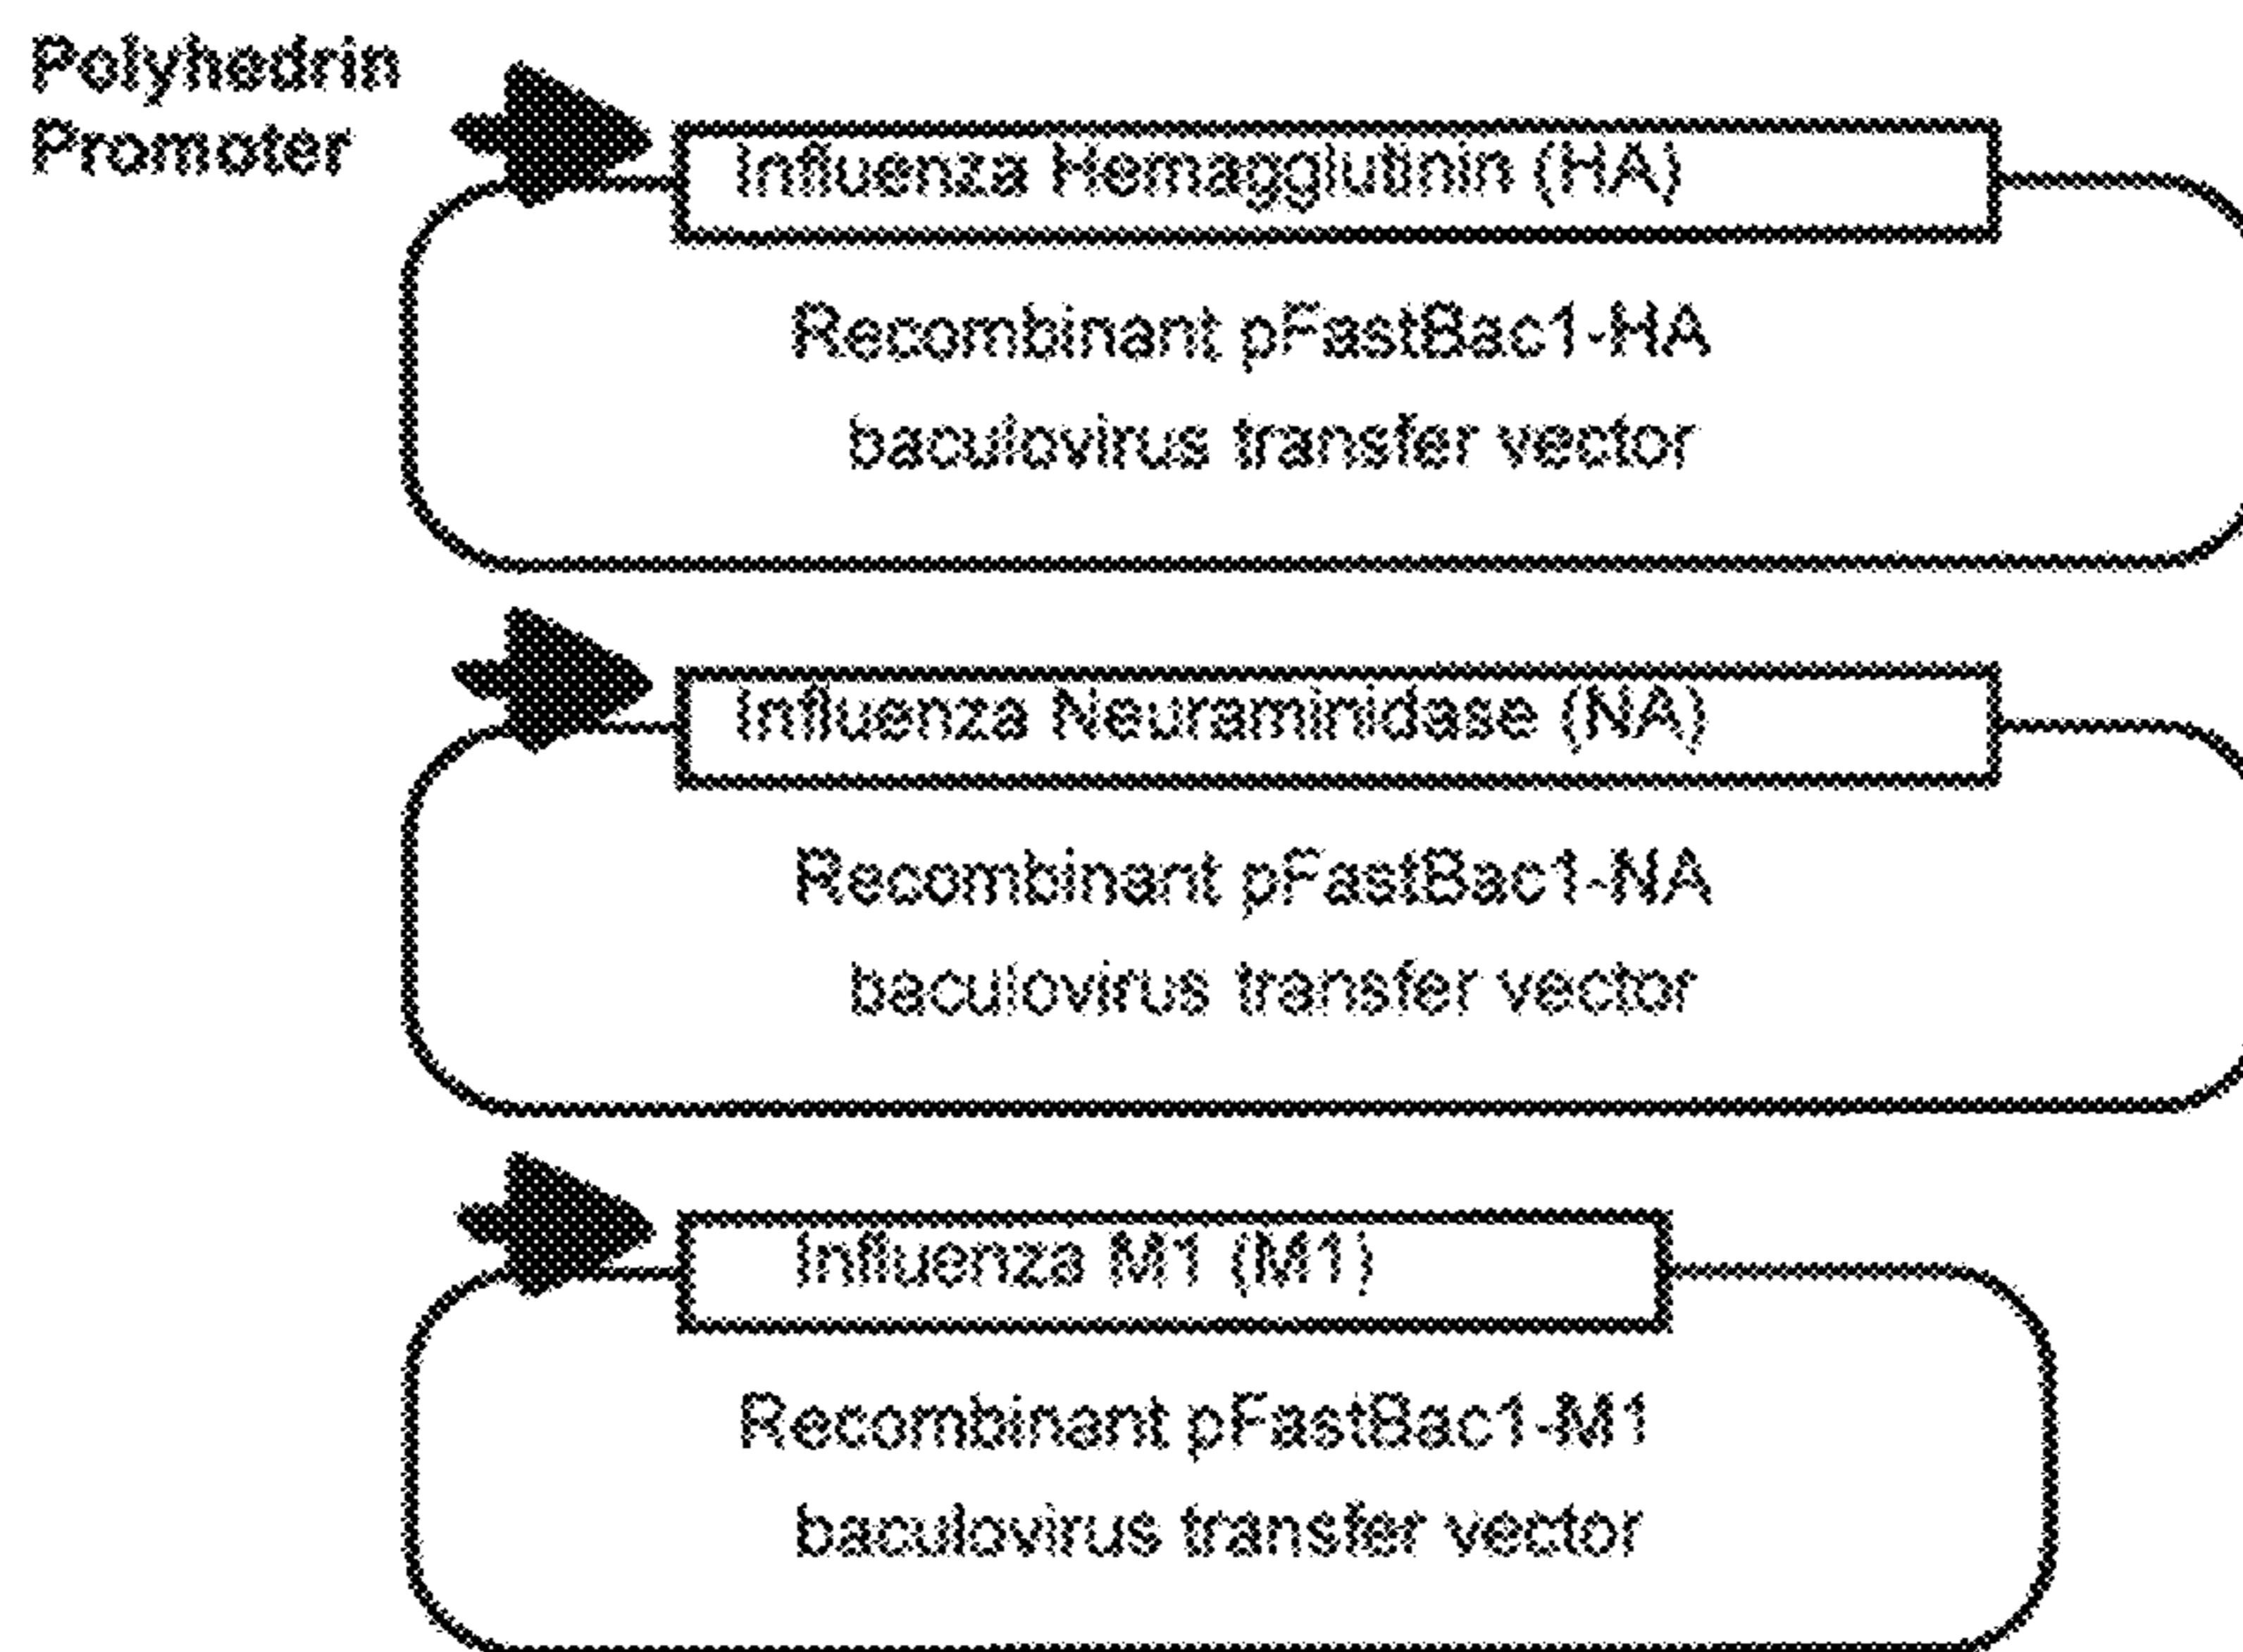 Polyhedrin
Promoter
Influenza Hemagglutinin (HA)
Recombinant pFastBac1-HA
baculovirus transfer vector
Influenza Neuraminidase (NA)
Recombinant pFastBac1-NA
baculovirus transfer vector
Influenza M1 (M1)
Recombinant pFastBac1-M1
baculovirus transfer vector